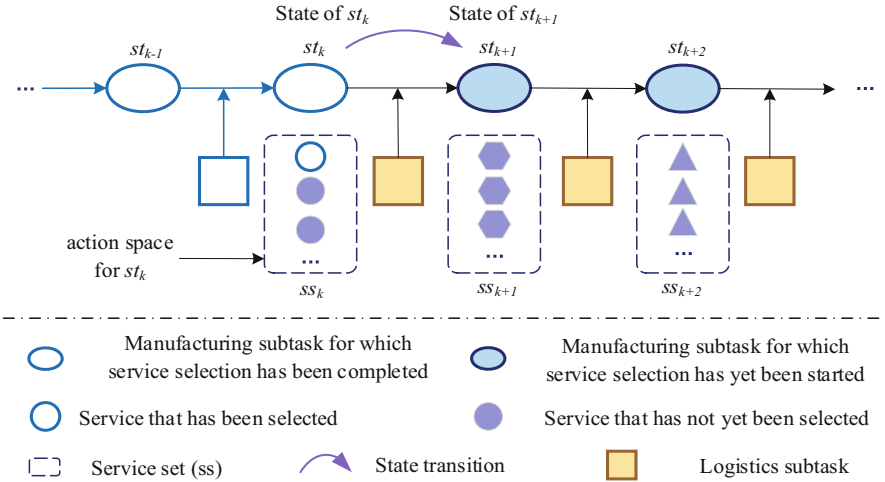 State of st_k State of st_{k+1}
st_{k-1} st_k st_{k+1} st_{k+2}
... ...
action space
for st_k
... ... ...
ss_k ss_{k+1} ss_{k+2}
Manufacturing subtask for which
service selection has been completed
Manufacturing subtask for which
service selection has yet been started
Service that has been selected
Service that has not yet been selected
Service set (ss)
State transition
Logistics subtask